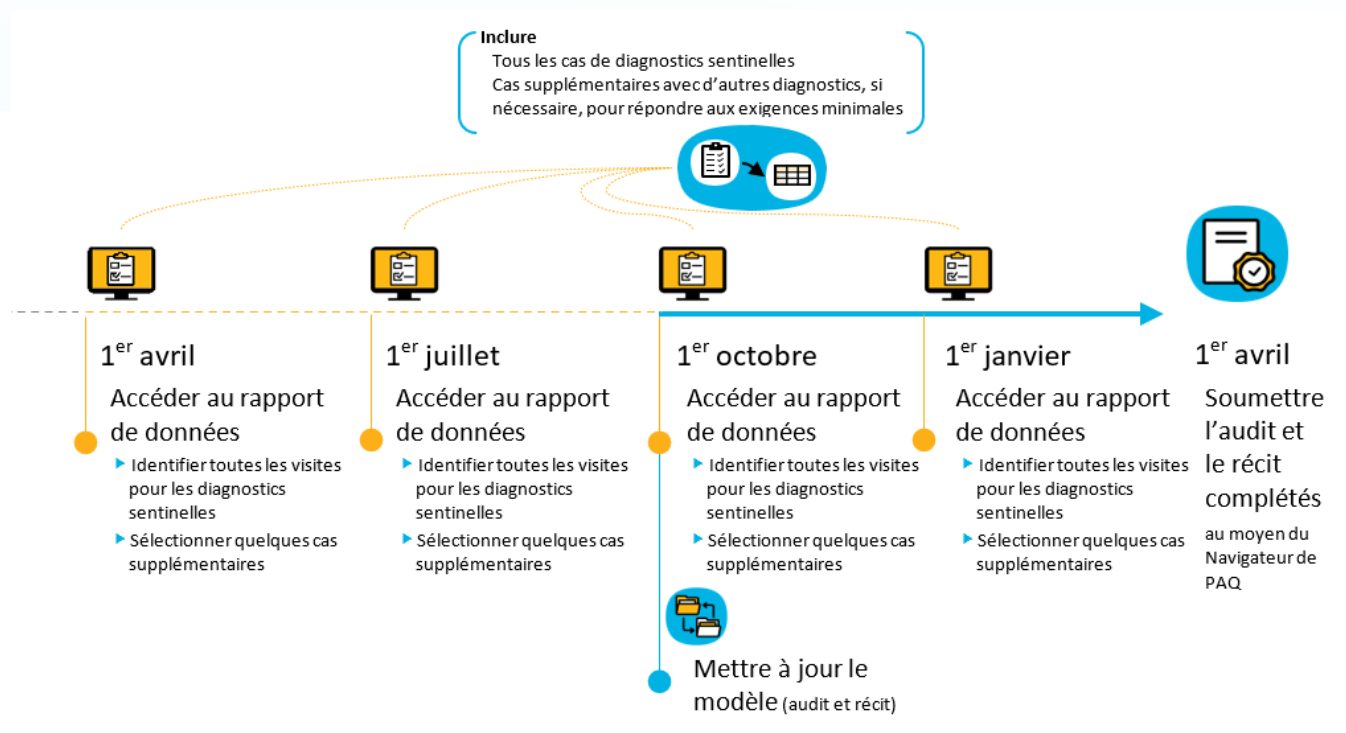 Inclure
Tous les cas de diagnostics sentinelles
Cas supplémentaires avec d'autres diagnostics, si
nécessaire, pour répondre aux exigences minimales
1er avril
Accéder au rapport
de données
Identifier toutes les visites
pour les diagnostics
sentinelles
Sélectionner quelques cas
supplémentaires
1er juillet
Accéder au rapport
de données
Identifier toutes les visites
pour les diagnostics
sentinelles
Sélectionner quelques cas
supplémentaires
1er octobre
Accéder au rapport
de données
Identifier toutes les visites
pour les diagnostics
sentinelles
Sélectionner quelques cas
supplémentaires
Mettre à jour le
modèle (audit et récit)
1er janvier
Accéder au rapport
de données
Identifier toutes les visites
pour les diagnostics
sentinelles
Sélectionner quelques cas
supplémentaires
1er avril
Soumettre
l'audit et
le récit
complétés
au moyen du
Navigateur de
PAQ